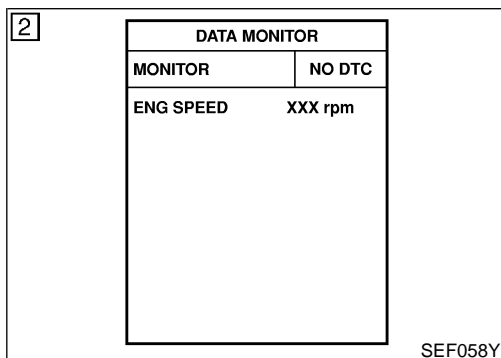 2
DATA MONITOR
MONITOR NO DTC
ENG SPEED XXX rpm
SEF058Y